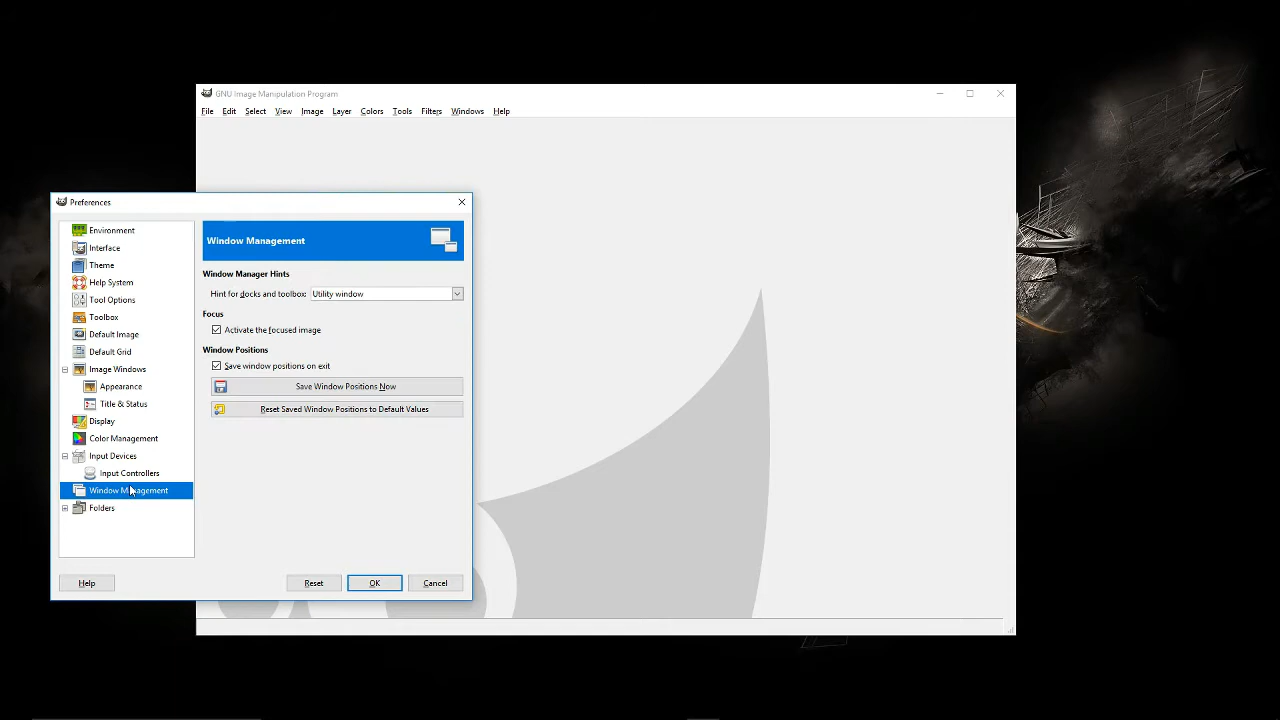 GNU Image Manipulation Program
File Edit Select View Image Layer Colors Tools Filters Windows Help
Preferences
Environment
Interface
Theme
Help System
Tool Options
Toolbox
Default Image
Default Grid
Image Windows
Appearance
Title & Status
Display
Color Management
Input Devices
Input Controllers
Window Management
Folders
Window Management
Window Manager Hints
Hint for docks and toolbox: Utility window
Focus
Activate the focused image
Window Positions
Save window positions on exit
Save Window Positions Now
Reset Saved Window Positions to Default Values
Help Reset OK Cancel